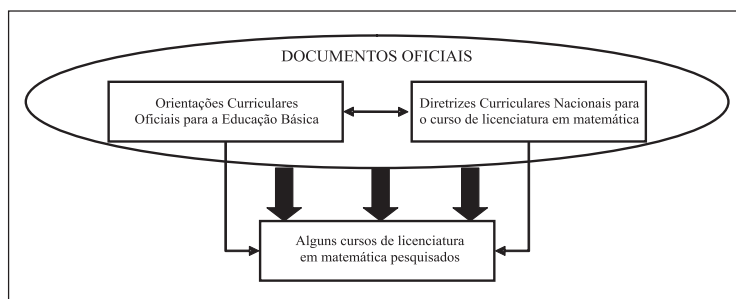 DOCUMENTOS OFICIAIS
Orientações Curriculares
Oficiais para a Educação Básica
Diretrizes Curriculares Nacionais para
o curso de licenciatura em matemática
Alguns cursos de licenciatura
em matemática pesquisados